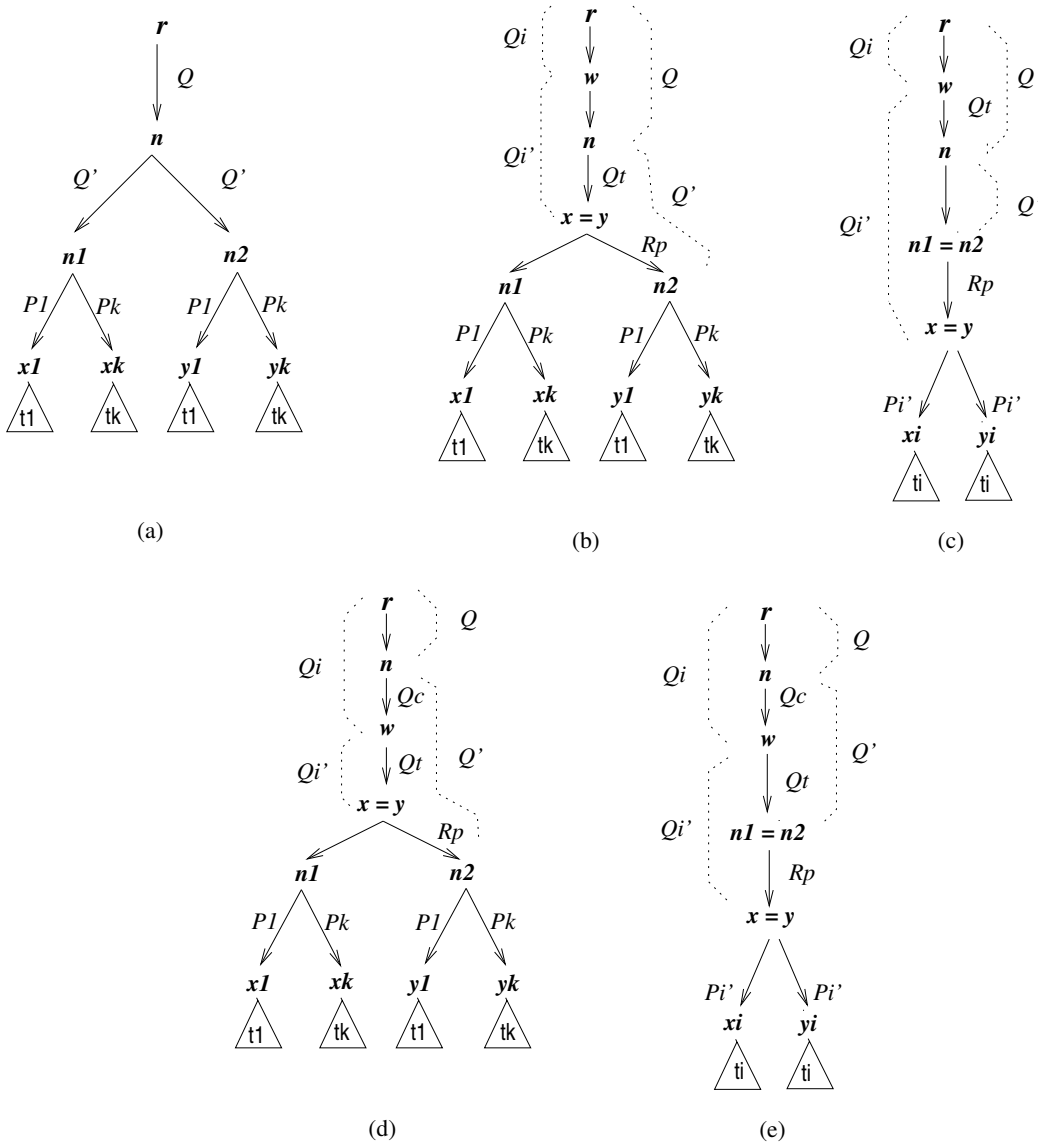 r
Q
n
Q' Q'
n1 n2
P1 Pk P1 Pk
x1 xk y1 yk
t1 tk t1 tk
(a)
r
Qi
w
Q
Qi' n
Qt
Q'
x = y
Rp
n1 n2
P1 Pk P1 Pk
x1 xk y1 yk
t1 tk t1 tk
(b)
r
Qi
Q
w
Qt
n
Qi'
Q'
n1 = n2
Rp
x = y
Pi' Pi'
xi yi
ti ti
(c)
r
Q
Qi n
Qc
w
Qi' Qt Q'
x = y
Rp
n1 n2
P1 Pk P1 Pk
x1 xk y1 yk
t1 tk t1 tk
(d)
r
Q
Qi n
Qc
w
Q'
Qt
Qi' n1 = n2
Rp
x = y
Pi' Pi'
xi yi
ti ti
(e)